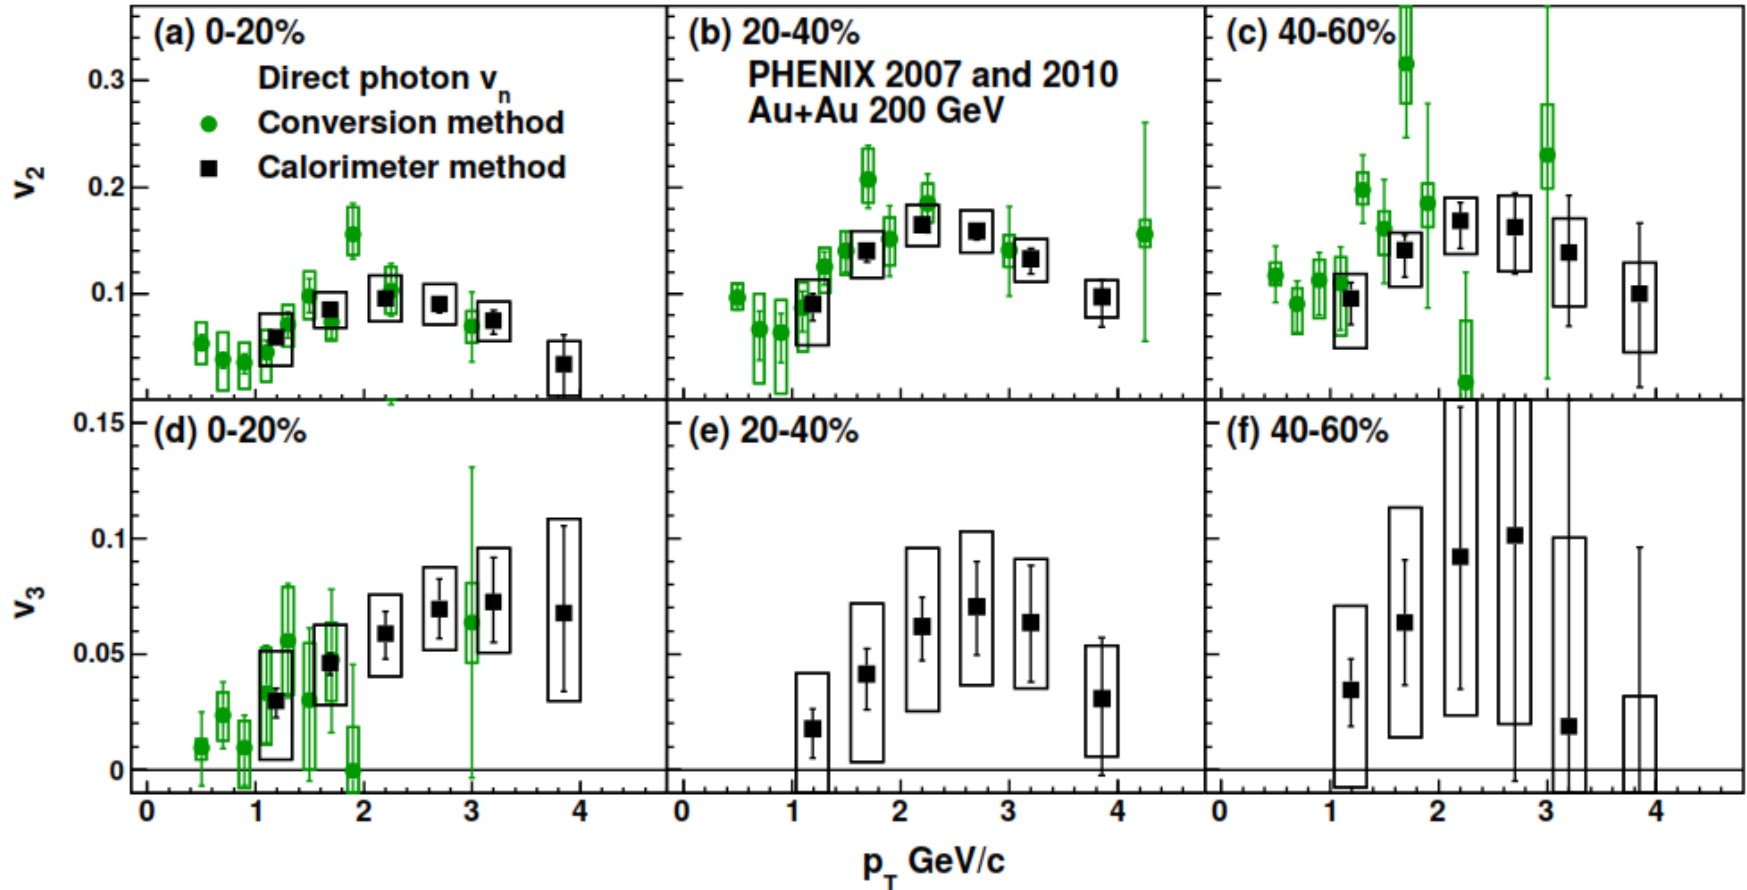 (a) 0-20%
Direct photon vn
Conversion method
Calorimeter method
(b) 20-40%
PHENIX 2007 and 2010
Au+Au 200 GeV
(c) 40-60%
v2
0.3
0.2
0.1
(d) 0-20%
(e) 20-40%
(f) 40-60%
v3
0.15
0.1
0.05
0
0 1 2 3 4
0 1 2 3 4
0 1 2 3 4
pT GeV/c